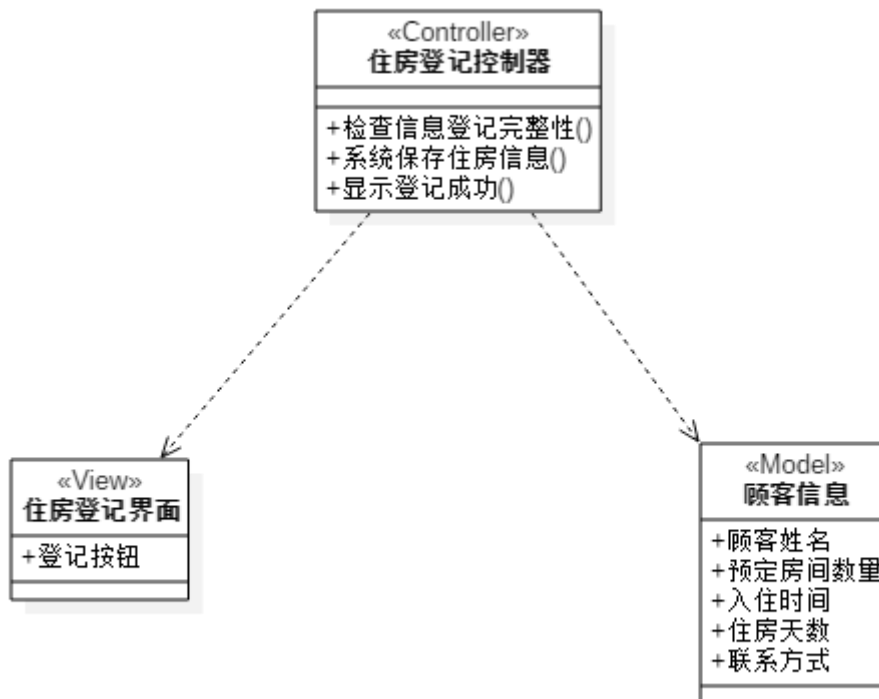 «Controller»
住房登记控制器
+检查信息登记完整性()
+系统保存住房信息()
+显示登记成功()
«View»
住房登记界面
+登记按钮
«Model»
顾客信息
+顾客姓名
+预定房间数量
+入住时间
+住房天数
+联系方式